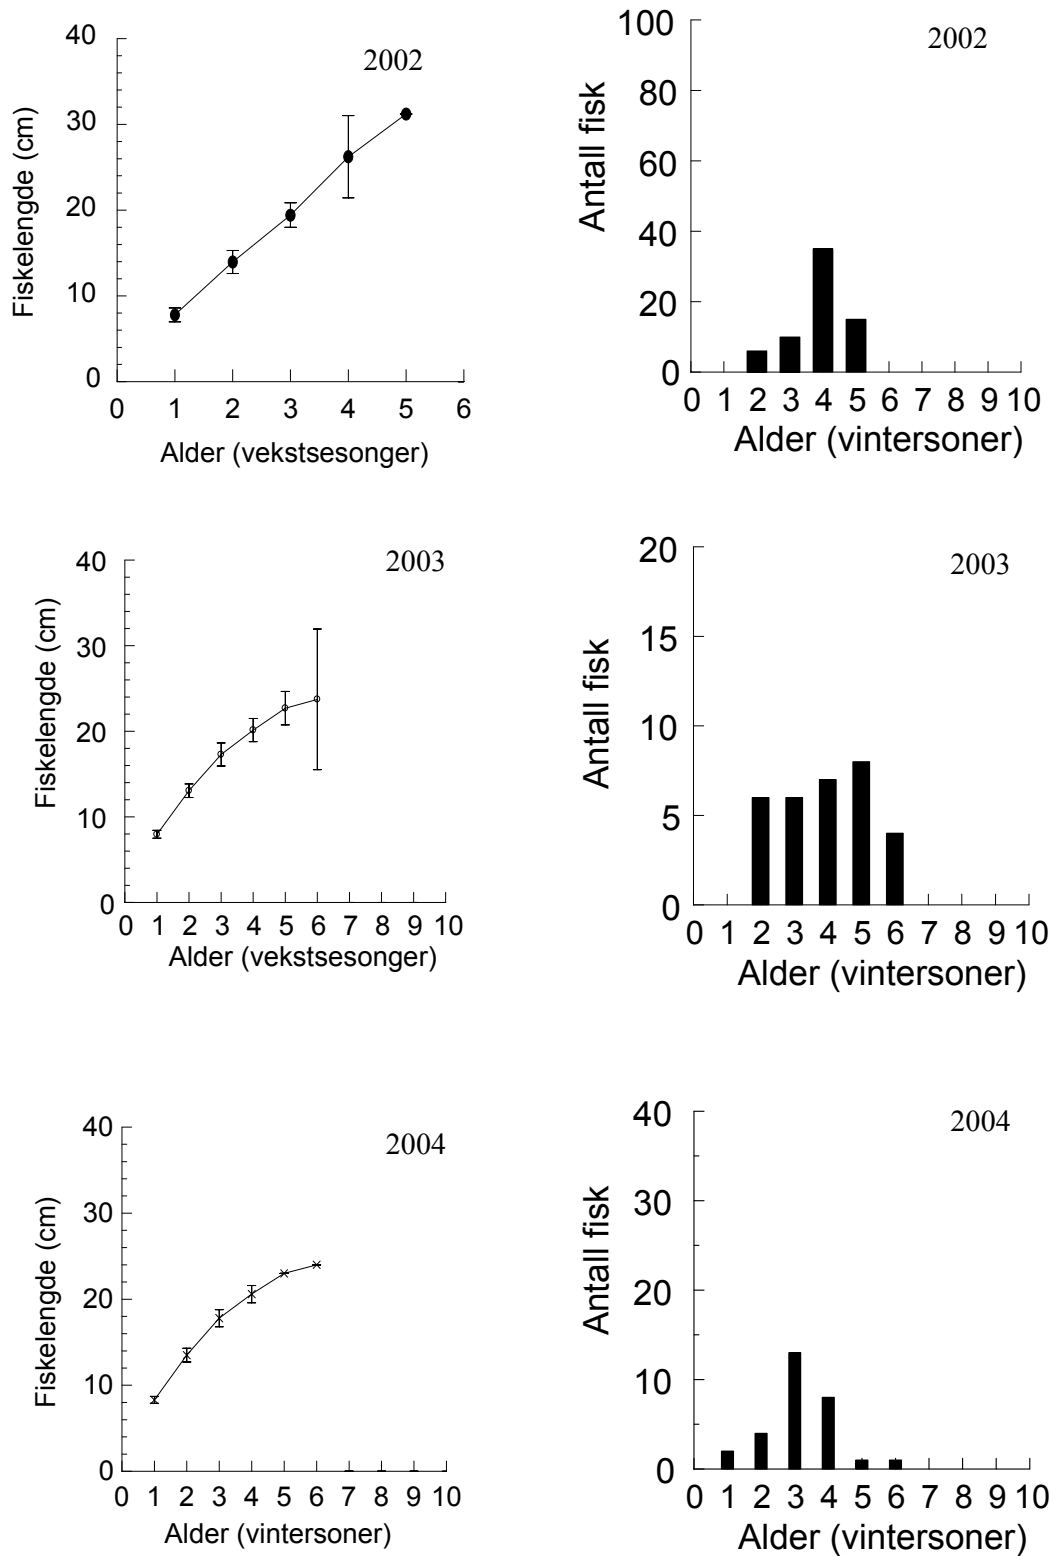 40
30
20
10
0
Fiskelengde (cm)
2002
0 1 2 3 4 5 6
Alder (vekstsesonger)
100
80
60
40
20
0
Antall fisk
2002
0 1 2 3 4 5 6 7 8 9 10
Alder (vintersoner)
40
30
20
10
0
Fiskelengde (cm)
2003
0 1 2 3 4 5 6 7 8 9 10
Alder (vekstsesonger)
20
15
10
5
0
Antall fisk
2003
0 1 2 3 4 5 6 7 8 9 10
Alder (vintersoner)
40
30
20
10
0
Fiskelengde (cm)
2004
0 1 2 3 4 5 6 7 8 9 10
Alder (vintersoner)
40
30
20
10
0
Antall fisk
2004
0 1 2 3 4 5 6 7 8 9 10
Alder (vintersoner)